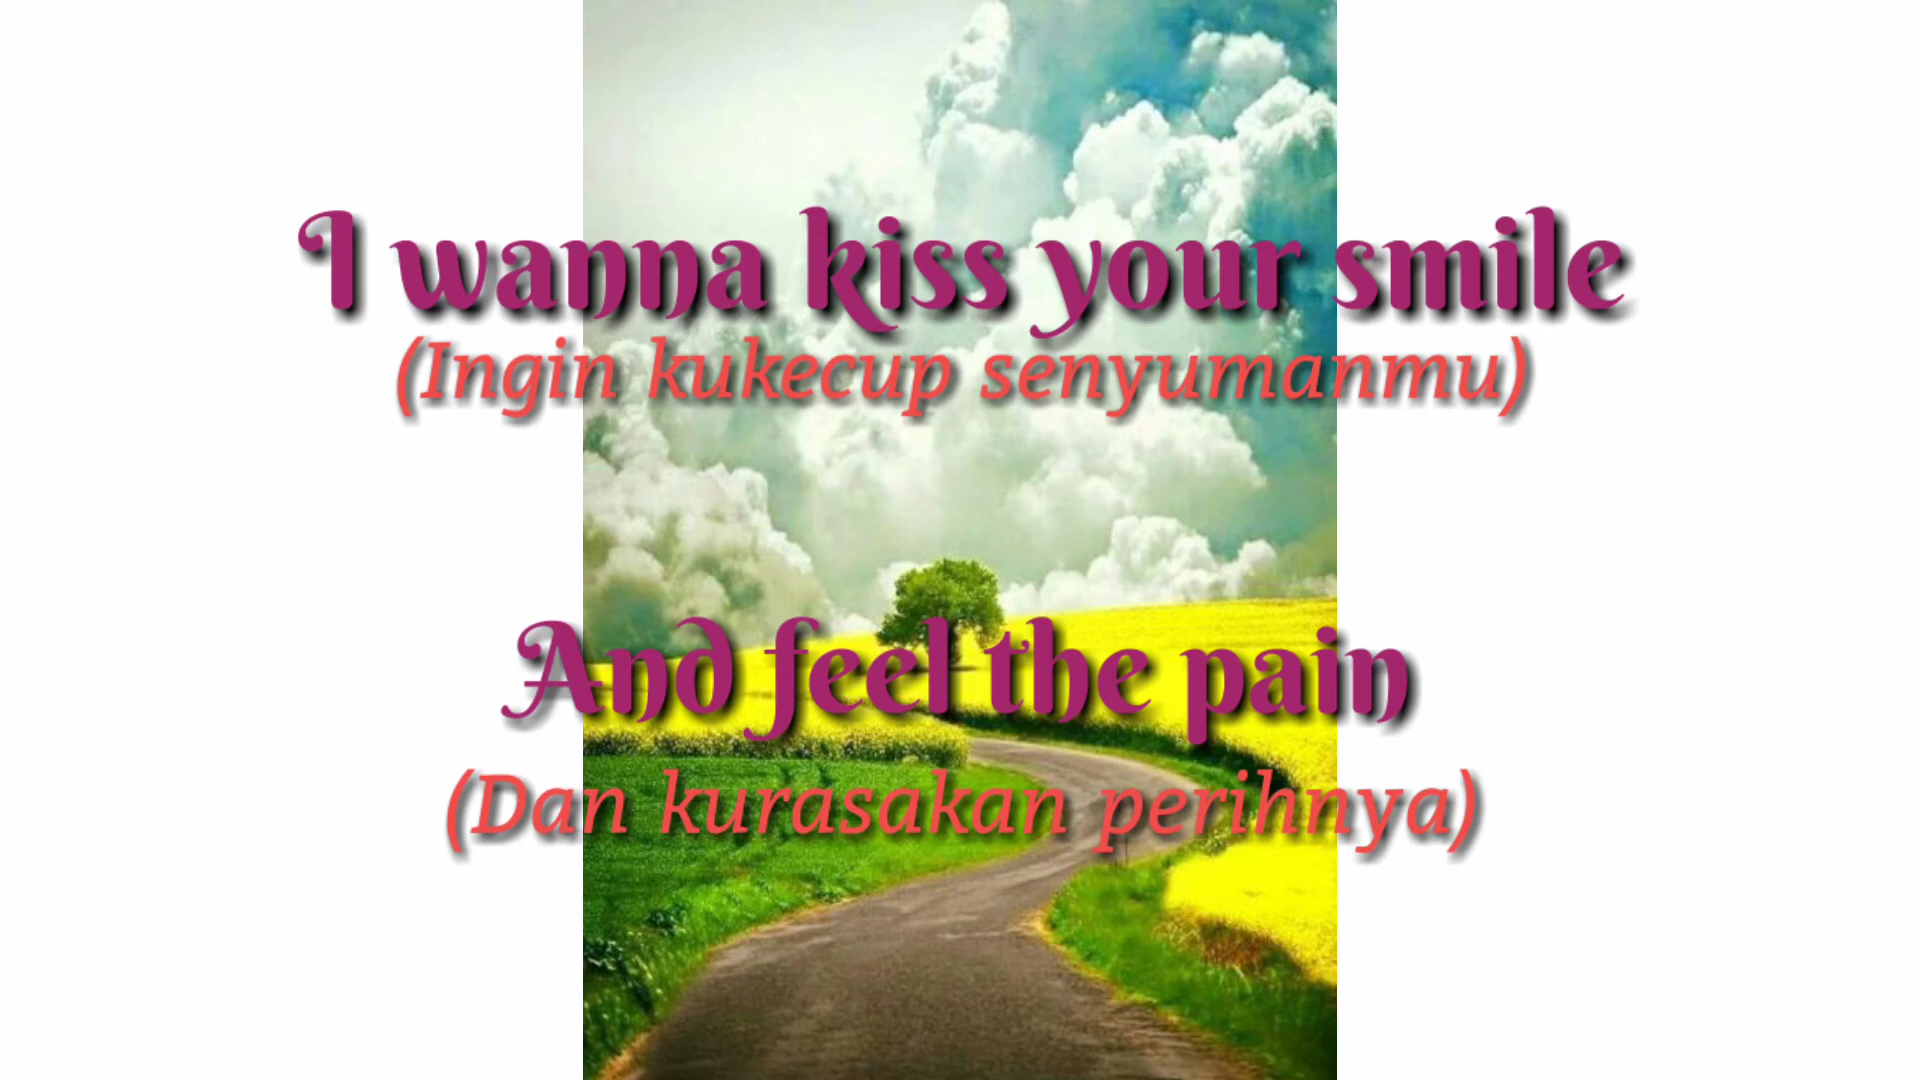 I wanna kiss your smile
(Ingin kukecup senyumanmu)
And feel the pain
(Dan kurasakan perihnya)